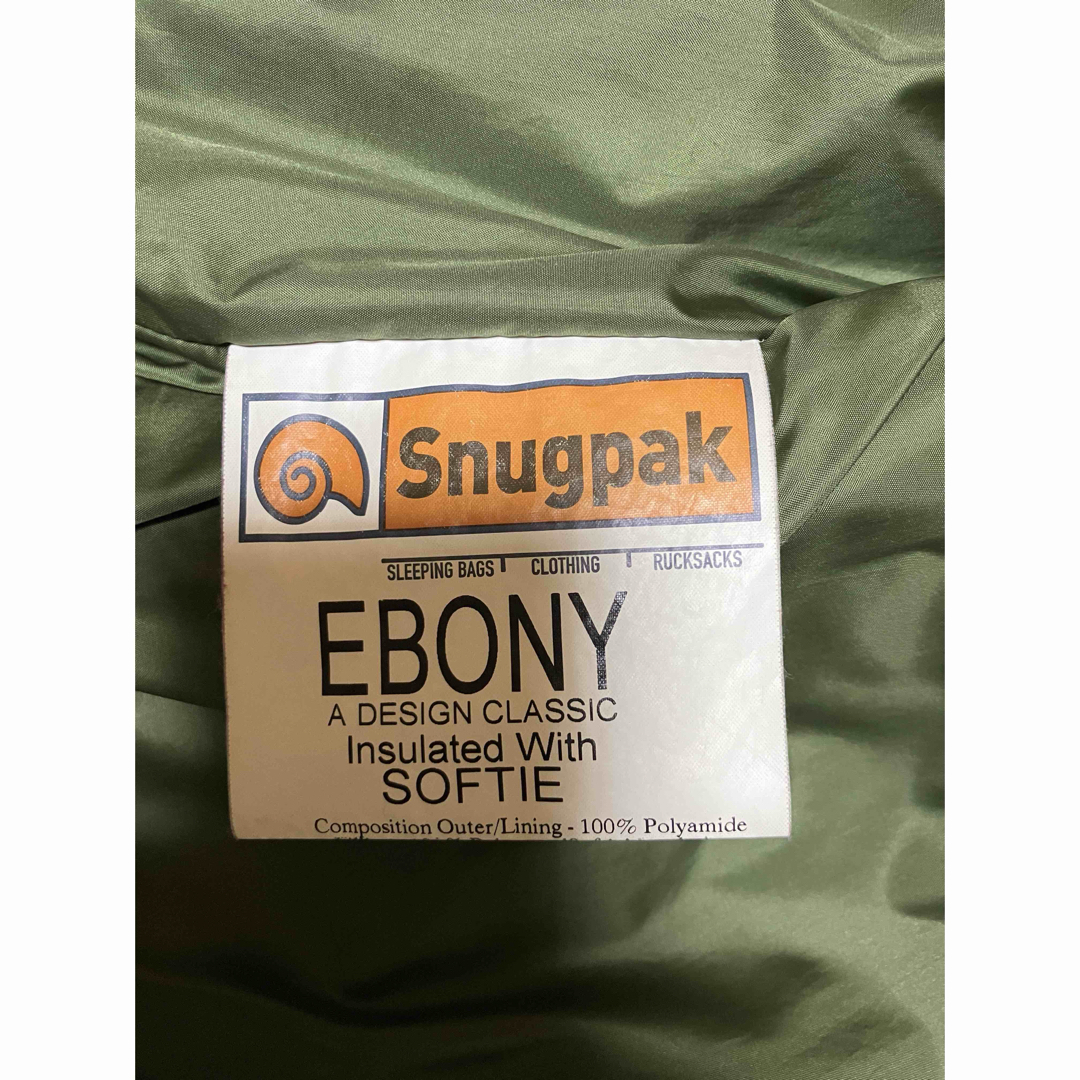 Snugpak
SLEEPING BAGS CLOTHING RUCKSACKS
EBONY
A DESIGN CLASSIC
Insulated With
SOFTIE
Composition Outer/Lining - 100% Polyamide